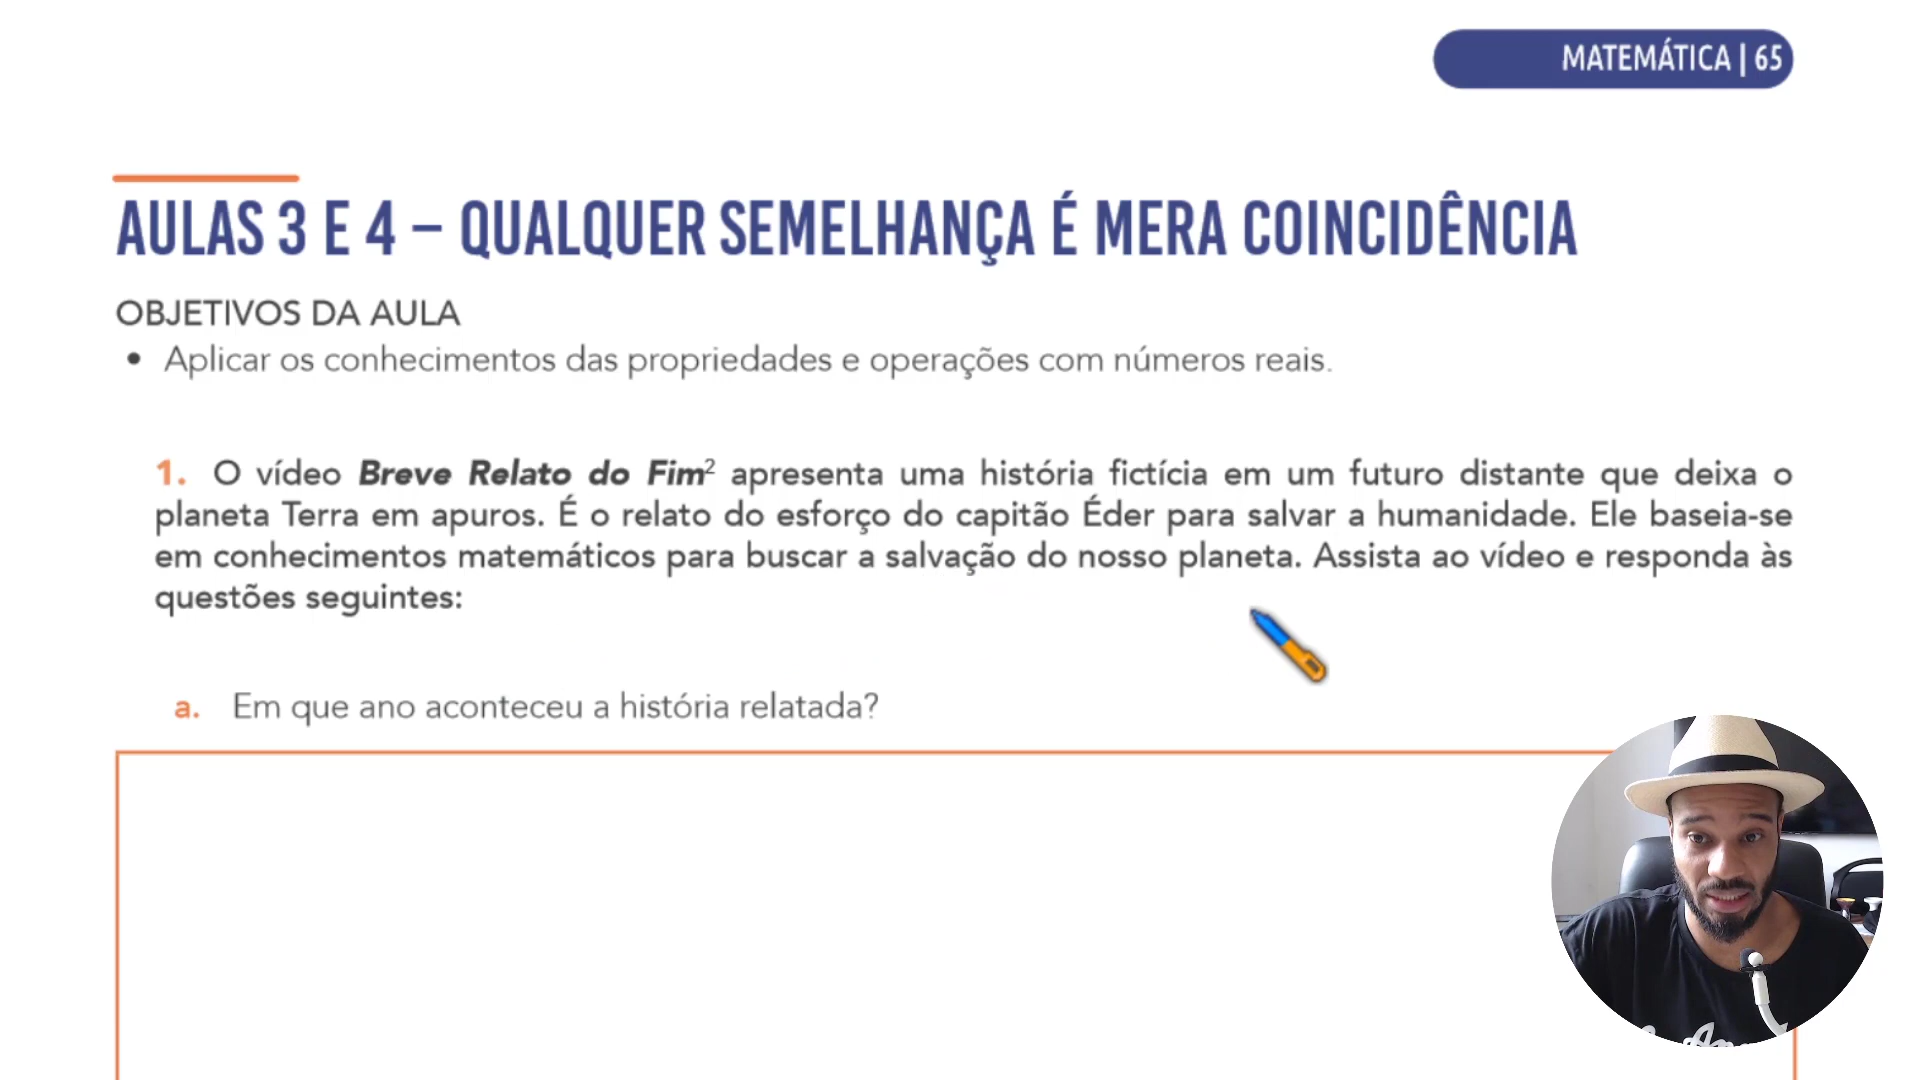 MATEMÁTICA | 65
AULAS 3 E 4 – QUALQUER SEMELHANÇA É MERA COINCIDÊNCIA
OBJETIVOS DA AULA
• Aplicar os conhecimentos das propriedades e operações com números reais.
1. O vídeo Breve Relato do Fim² apresenta uma história fictícia em um futuro distante que deixa o
planeta Terra em apuros. É o relato do esforço do capitão Éder para salvar a humanidade. Ele baseia-se
em conhecimentos matemáticos para buscar a salvação do nosso planeta. Assista ao vídeo e responda às
questões seguintes:
a. Em que ano aconteceu a história relatada?